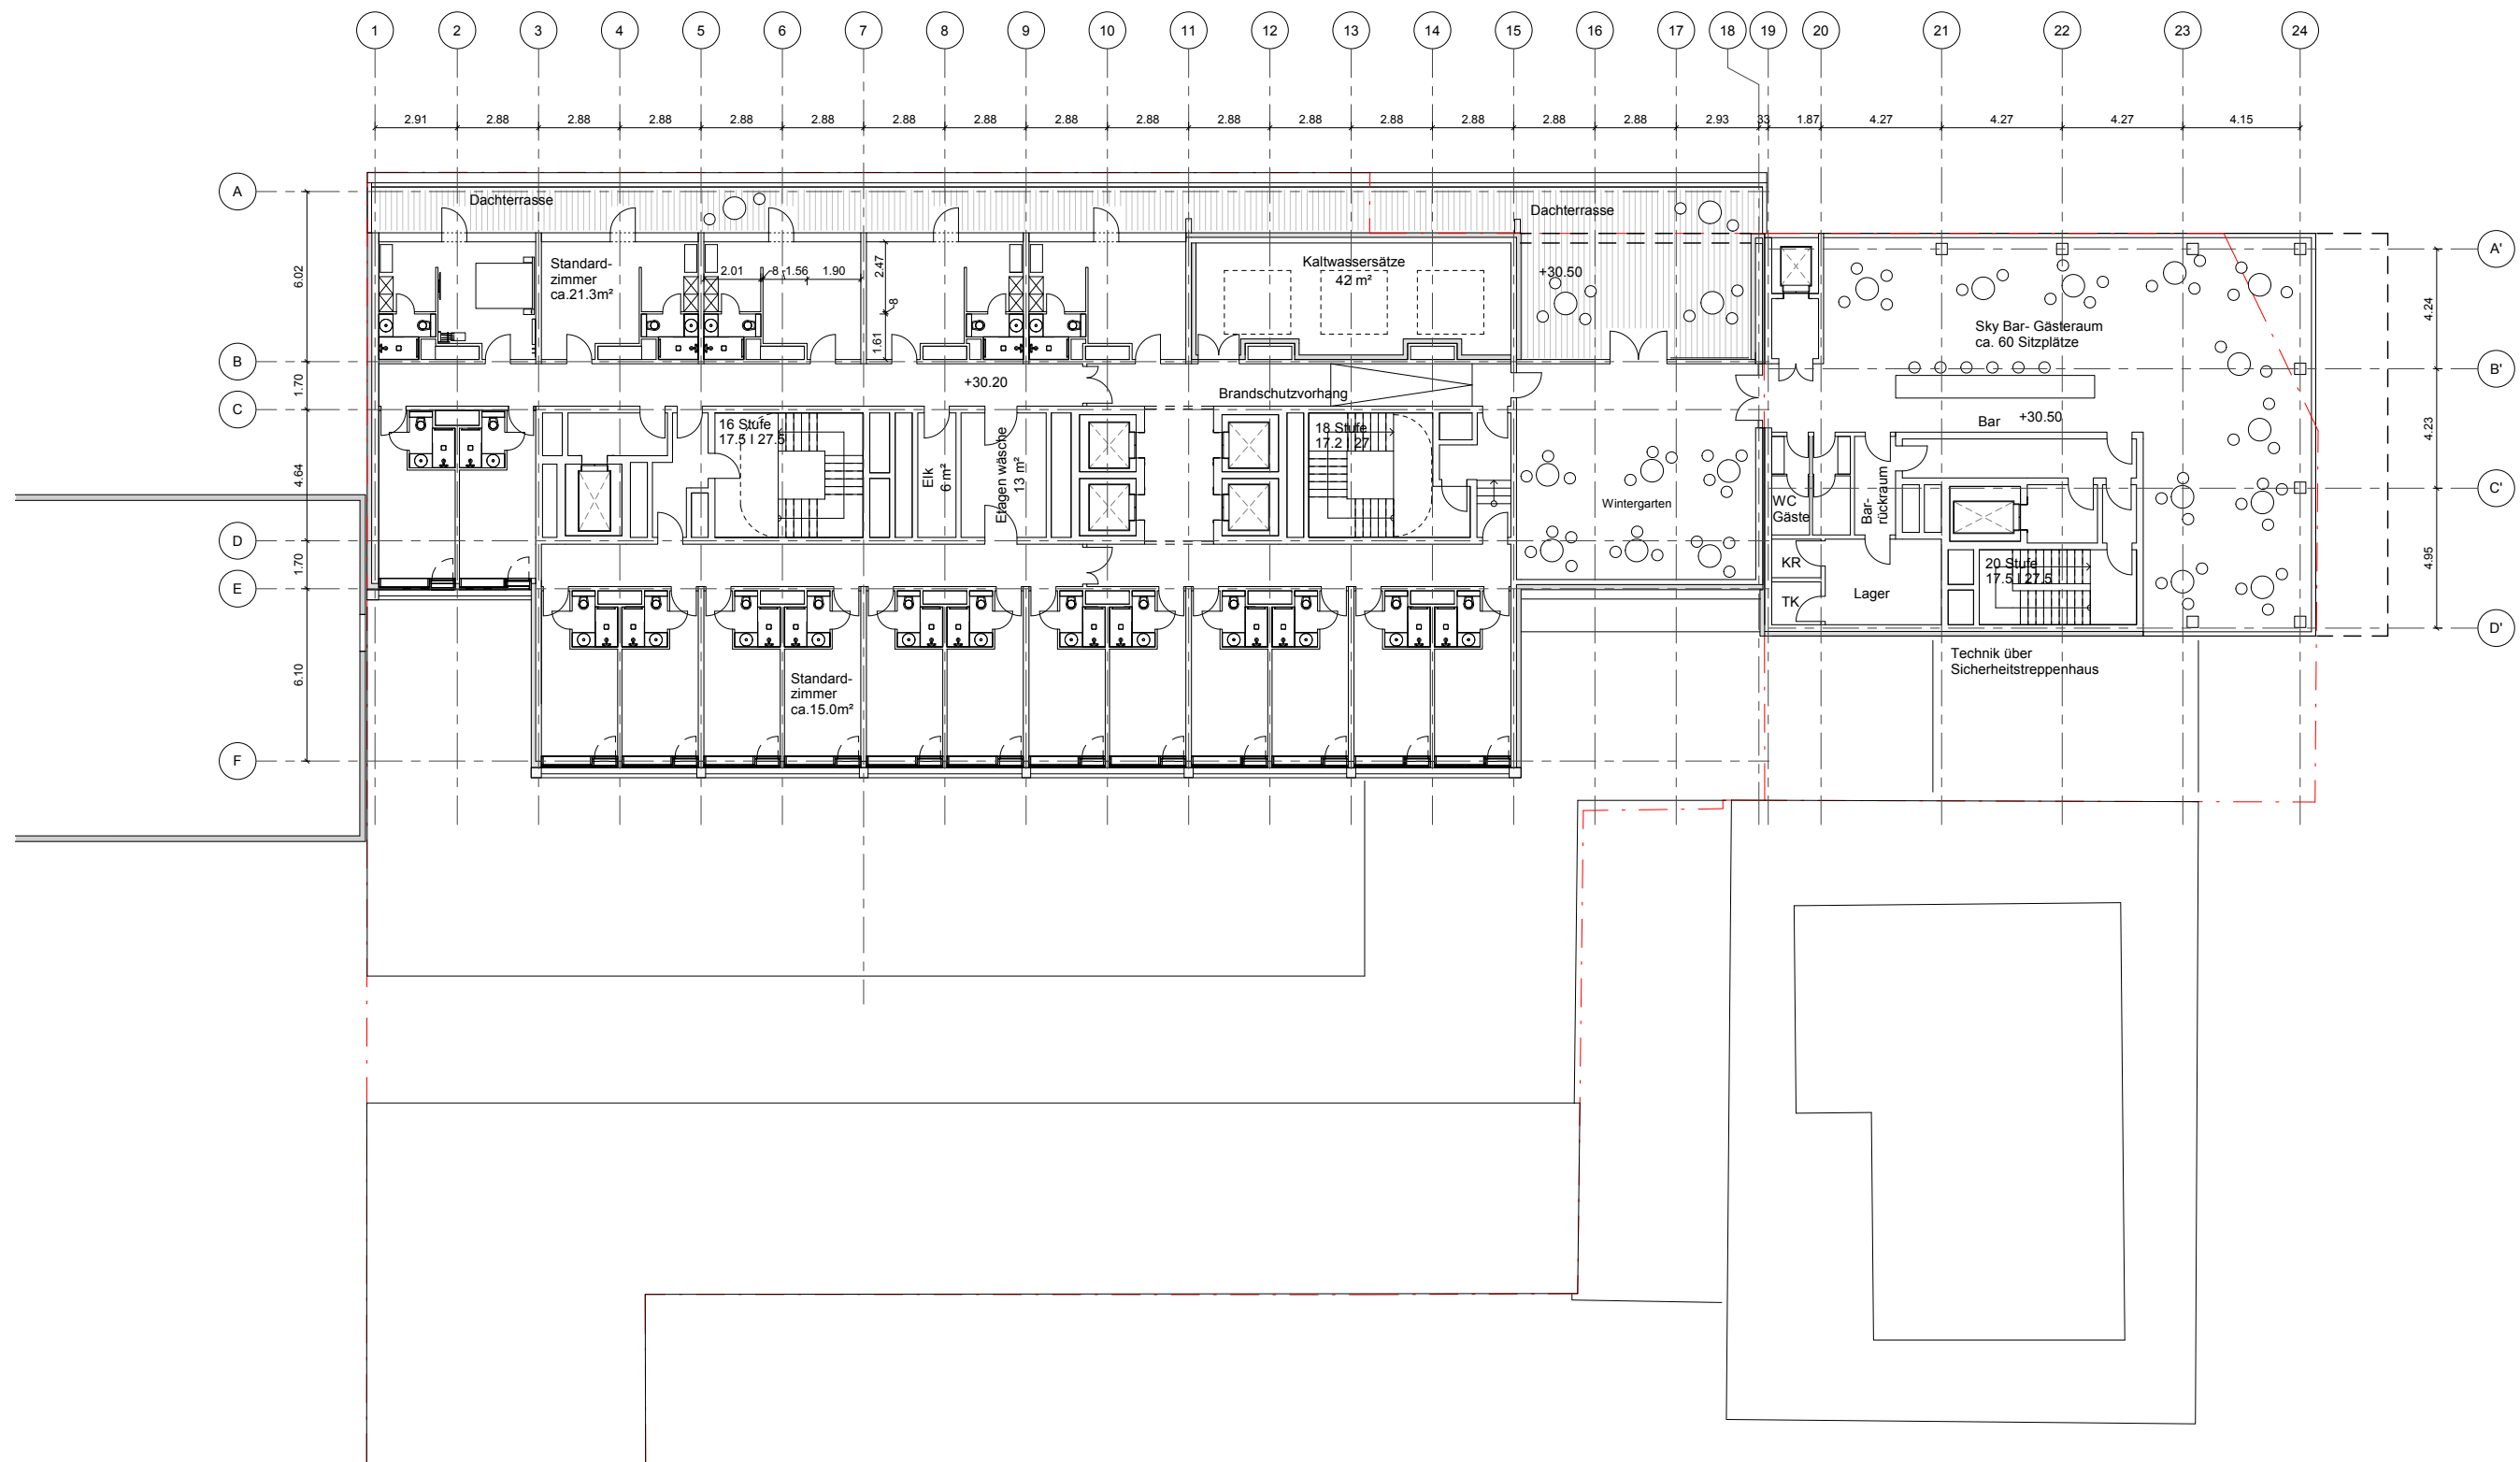 1 2 3 4 5 6 7 8 9 10 11 12 13 14 15 16 17 18 19 20 21 22 23 24
2.91 2.88 2.88 2.88 2.88 2.88 2.88 2.88 2.88 2.88 2.88 2.88 2.88 2.88 2.88 2.88 2.93 33 1.87 4.27 4.27 4.27 4.15
A
Dachterrasse
Dachterrasse
A'
6.02
Standard-
zimmer
ca.21.3m²
2.01
8
1.56
1.90
2.47
8
1.61
Kaltwassersätze
42 m²
+30.50
4.24
Sky Bar- Gästeraum
ca. 60 Sitzplätze
B
B'
1.70
+30.20
Brandschutzvorhang
C
16 Stufe
17.5 I 27.5
Elk
6 m²
Etagen wäsche
13 m²
18 Stufe
17.2 I 27
Bar
+30.50
4.23
4.64
Wintergarten
WC
Gäste
Bar-
rückraum
C'
D
1.70
KR
TK
Lager
20 Stufe
17.5 I 27.5
4.95
E
D'
6.10
Standard-
zimmer
ca.15.0m²
Technik über
Sicherheitstreppenhaus
F